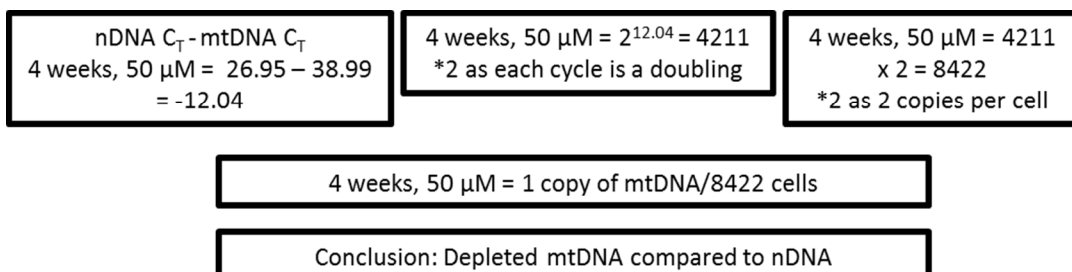 nDNA C_T - mtDNA C_T
4 weeks, 50 µM = 26.95 – 38.99
= -12.04
4 weeks, 50 µM = 2^12.04 = 4211
*2 as each cycle is a doubling
4 weeks, 50 µM = 4211
x 2 = 8422
*2 as 2 copies per cell
4 weeks, 50 µM = 1 copy of mtDNA/8422 cells
Conclusion: Depleted mtDNA compared to nDNA